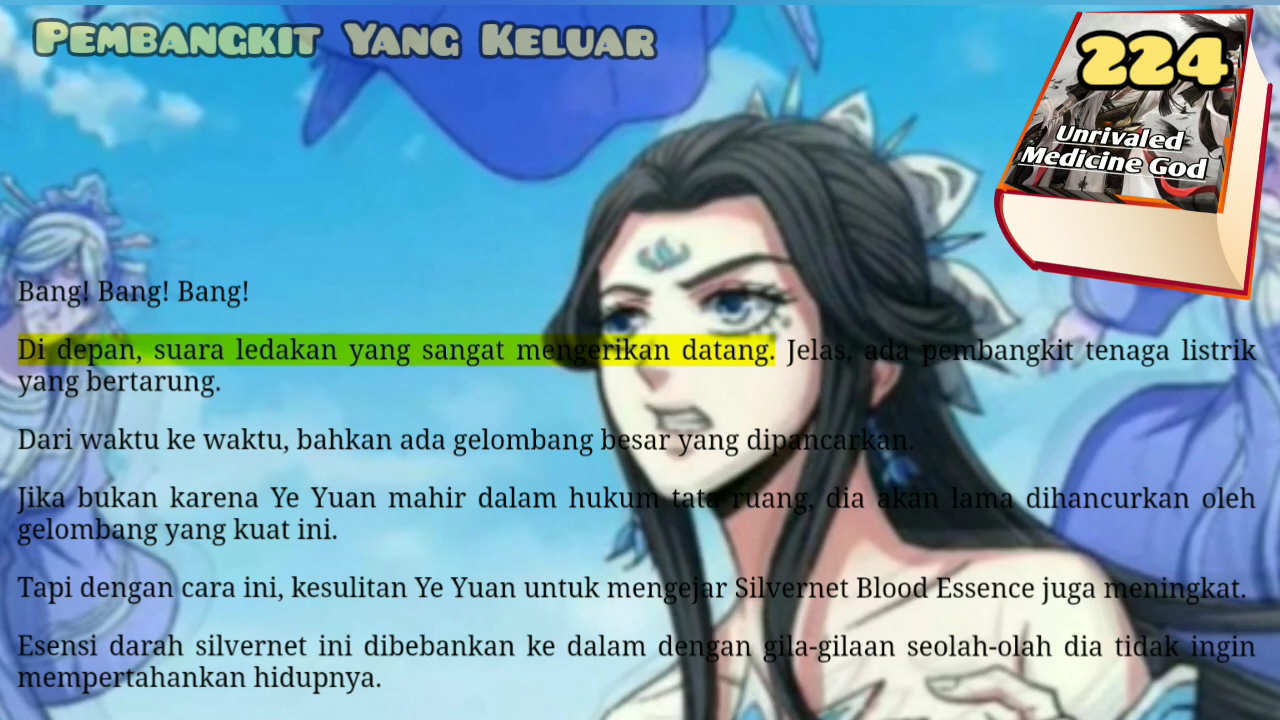 Pembangkit Yang Keluar
224
Unrivaled
Medicine God
Bang! Bang! Bang!
Di depan, suara ledakan yang sangat mengerikan datang. Jelas, ada pembangkit tenaga listrik
yang bertarung.
Dari waktu ke waktu, bahkan ada gelombang besar yang dipancarkan.
Jika bukan karena Ye Yuan mahir dalam hukum tata ruang, dia akan lama dihancurkan oleh
gelombang yang kuat ini.
Tapi dengan cara ini, kesulitan Ye Yuan untuk mengejar Silvernet Blood Essence juga meningkat.
Esensi darah silvernet ini dibebankan ke dalam dengan gila-gilaan seolah-olah dia tidak ingin
mempertahankan hidupnya.